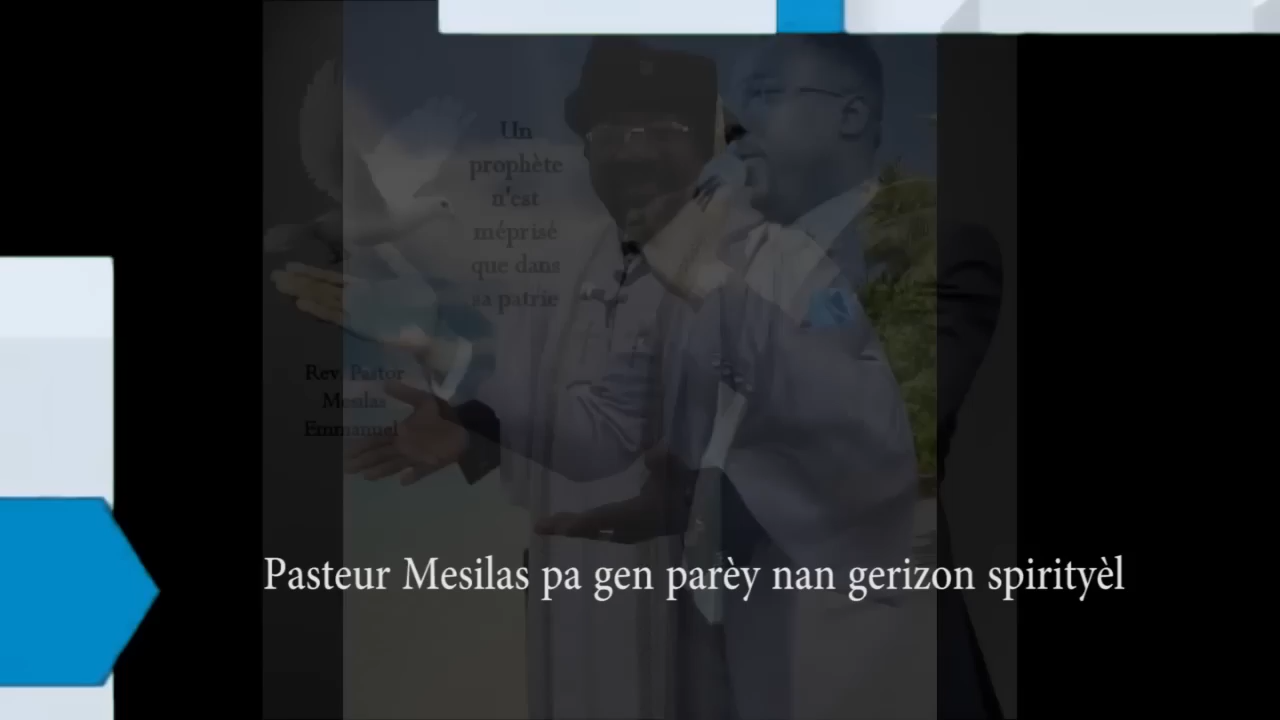 Un
prophète
n'est
méprisé
que dans
sa patrie
Rev. Pastor
Mesilas
Emmanuel
Pasteur Mesilas pa gen parèy nan gerizon spirityèl